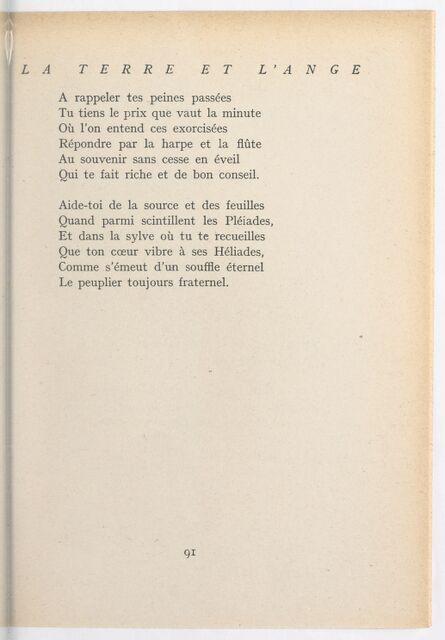 LA TERRE ET L'ANGE
A rappeler tes peines passées
Tu tiens le prix que vaut la minute
Où l'on entend ces exorcisées
Répondre par la harpe et la flûte
Au souvenir sans cesse en éveil
Qui te fait riche et de bon conseil.
Aide-toi de la source et des feuilles
Quand parmi scintillent les Pléiades,
Et dans la sylve où tu te recueilles
Que ton cœur vibre à ses Héliades,
Comme s'émeut d'un souffle éternel
Le peuplier toujours fraternel.
91